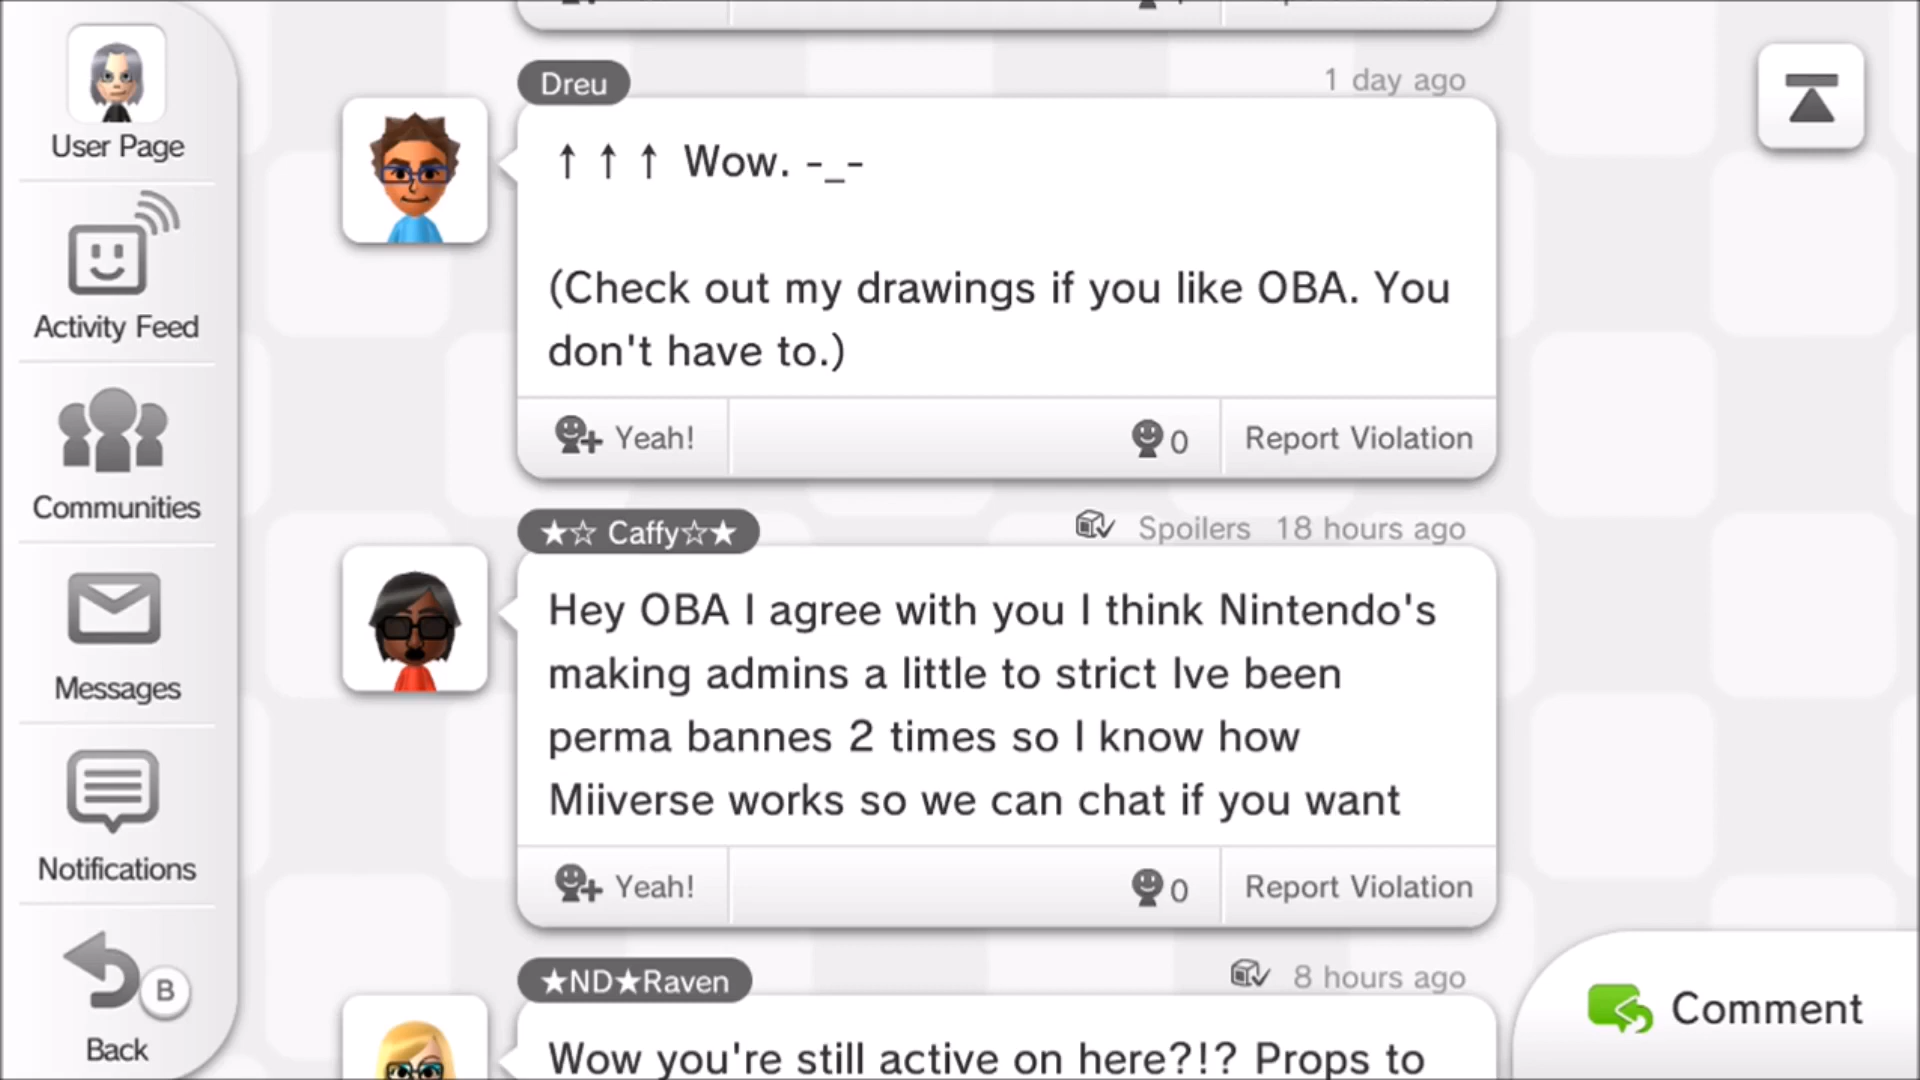 User Page
Activity Feed
Communities
Messages
Notifications
B
Back
Dreu
1 day ago
↑ ↑ ↑ Wow. -_-
(Check out my drawings if you like OBA. You
don't have to.)
Yeah!
0
Report Violation
★☆ Caffy☆★
Spoilers 18 hours ago
Hey OBA I agree with you I think Nintendo's
making admins a little to strict Ive been
perma bannes 2 times so I know how
Miiverse works so we can chat if you want
Yeah!
0
Report Violation
★ND★Raven
8 hours ago
Wow you're still active on here?!? Props to
Comment